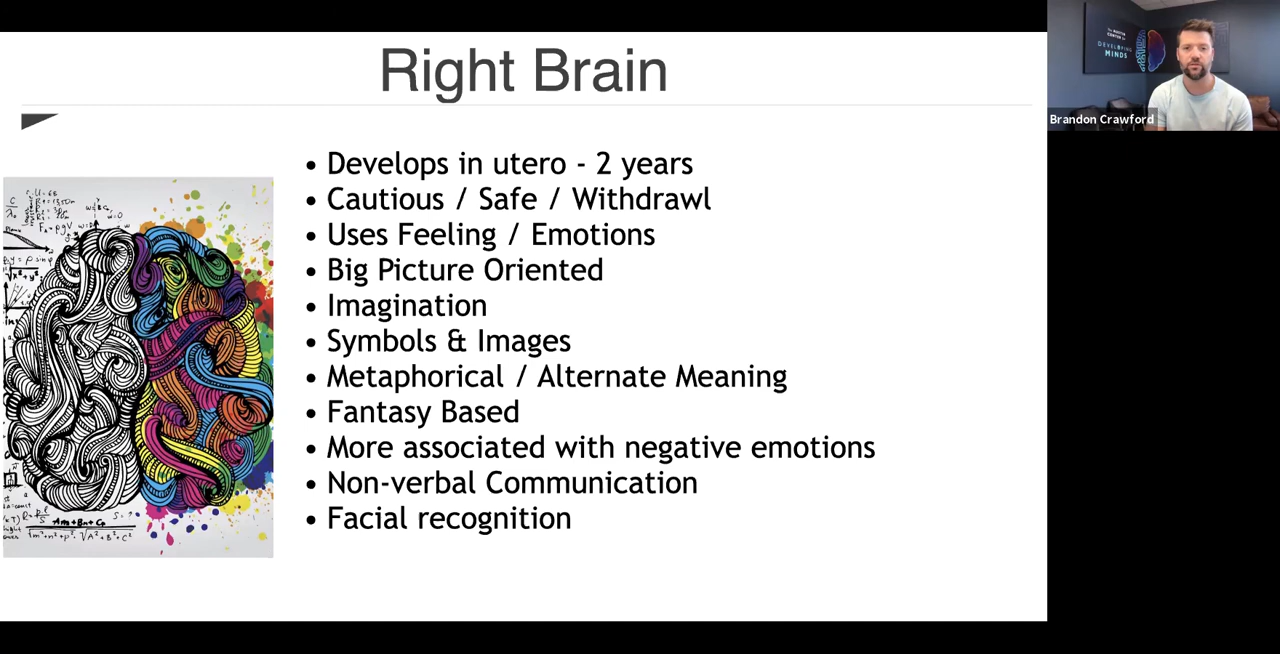 Right Brain
• Develops in utero - 2 years
• Cautious / Safe / Withdrawl
• Uses Feeling / Emotions
• Big Picture Oriented
• Imagination
• Symbols & Images
• Metaphorical / Alternate Meaning
• Fantasy Based
• More associated with negative emotions
• Non-verbal Communication
• Facial recognition
DEVELOPING
MINDS
Brandon Crawford